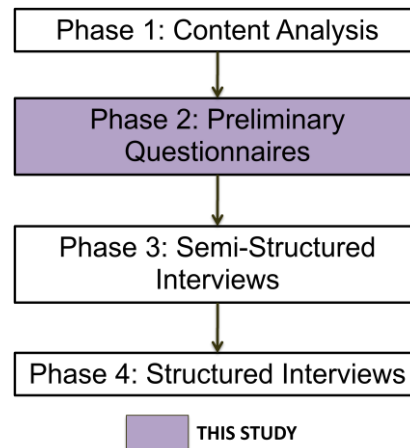 Phase 1: Content Analysis
Phase 2: Preliminary
Questionnaires
Phase 3: Semi-Structured
Interviews
Phase 4: Structured Interviews
THIS STUDY